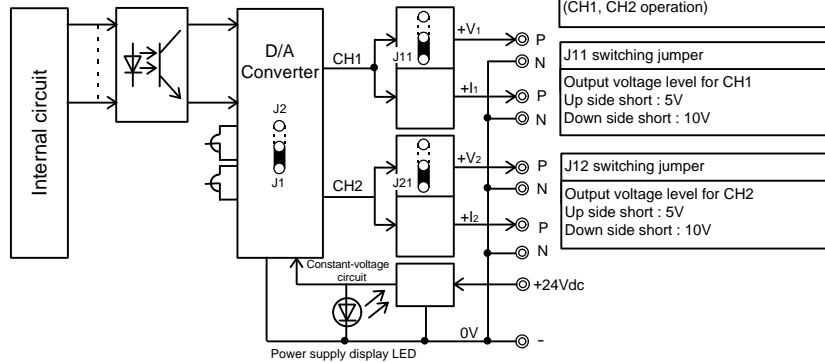 (CH1, CH2 operation)
Internal circuit
D/A
Converter
J2
J1
CH1
CH2
J11
+V1
+I1
J21
+V2
+I2
P
N
P
N
P
N
P
N
Constant-voltage
circuit
+24Vdc
0V
-
Power supply display LED
J11 switching jumper
Output voltage level for CH1
Up side short : 5V
Down side short : 10V
J12 switching jumper
Output voltage level for CH2
Up side short : 5V
Down side short : 10V